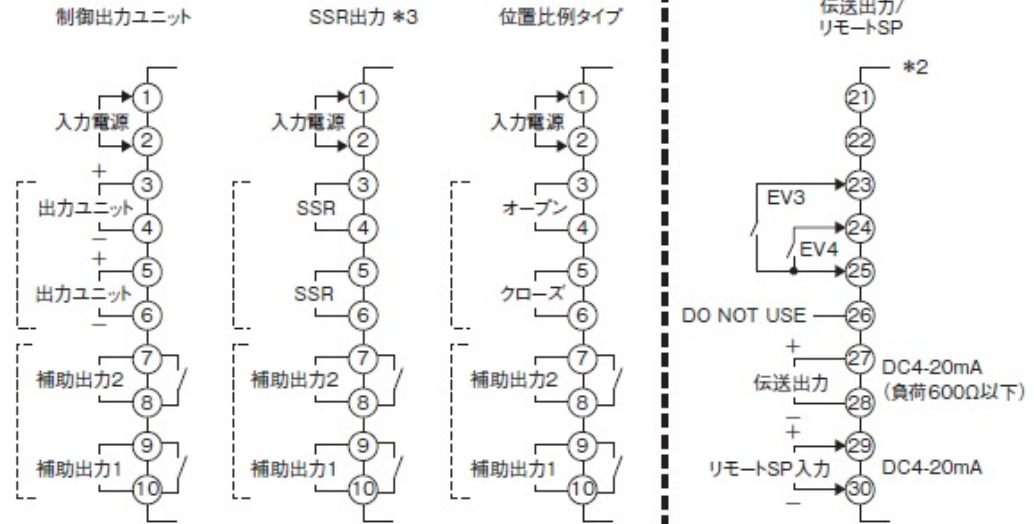 制御出力ユニット
1
入力電源
2
+
3
出力ユニット
4
−
+
5
出力ユニット
6
−
7
補助出力2
8
9
補助出力1
10
SSR出力 *3
1
入力電源
2
3
SSR
4
5
SSR
6
7
補助出力2
8
9
補助出力1
10
位置比例タイプ
1
入力電源
2
3
オープン
4
5
クローズ
6
7
補助出力2
8
9
補助出力1
10
伝送出力/
リモートSP
*2
21
22
23
EV3
24
EV4
25
DO NOT USE
26
+
27
DC4-20mA
伝送出力
(負荷600Ω以下)
28
−
+
29
リモートSP入力
DC4-20mA
30
−